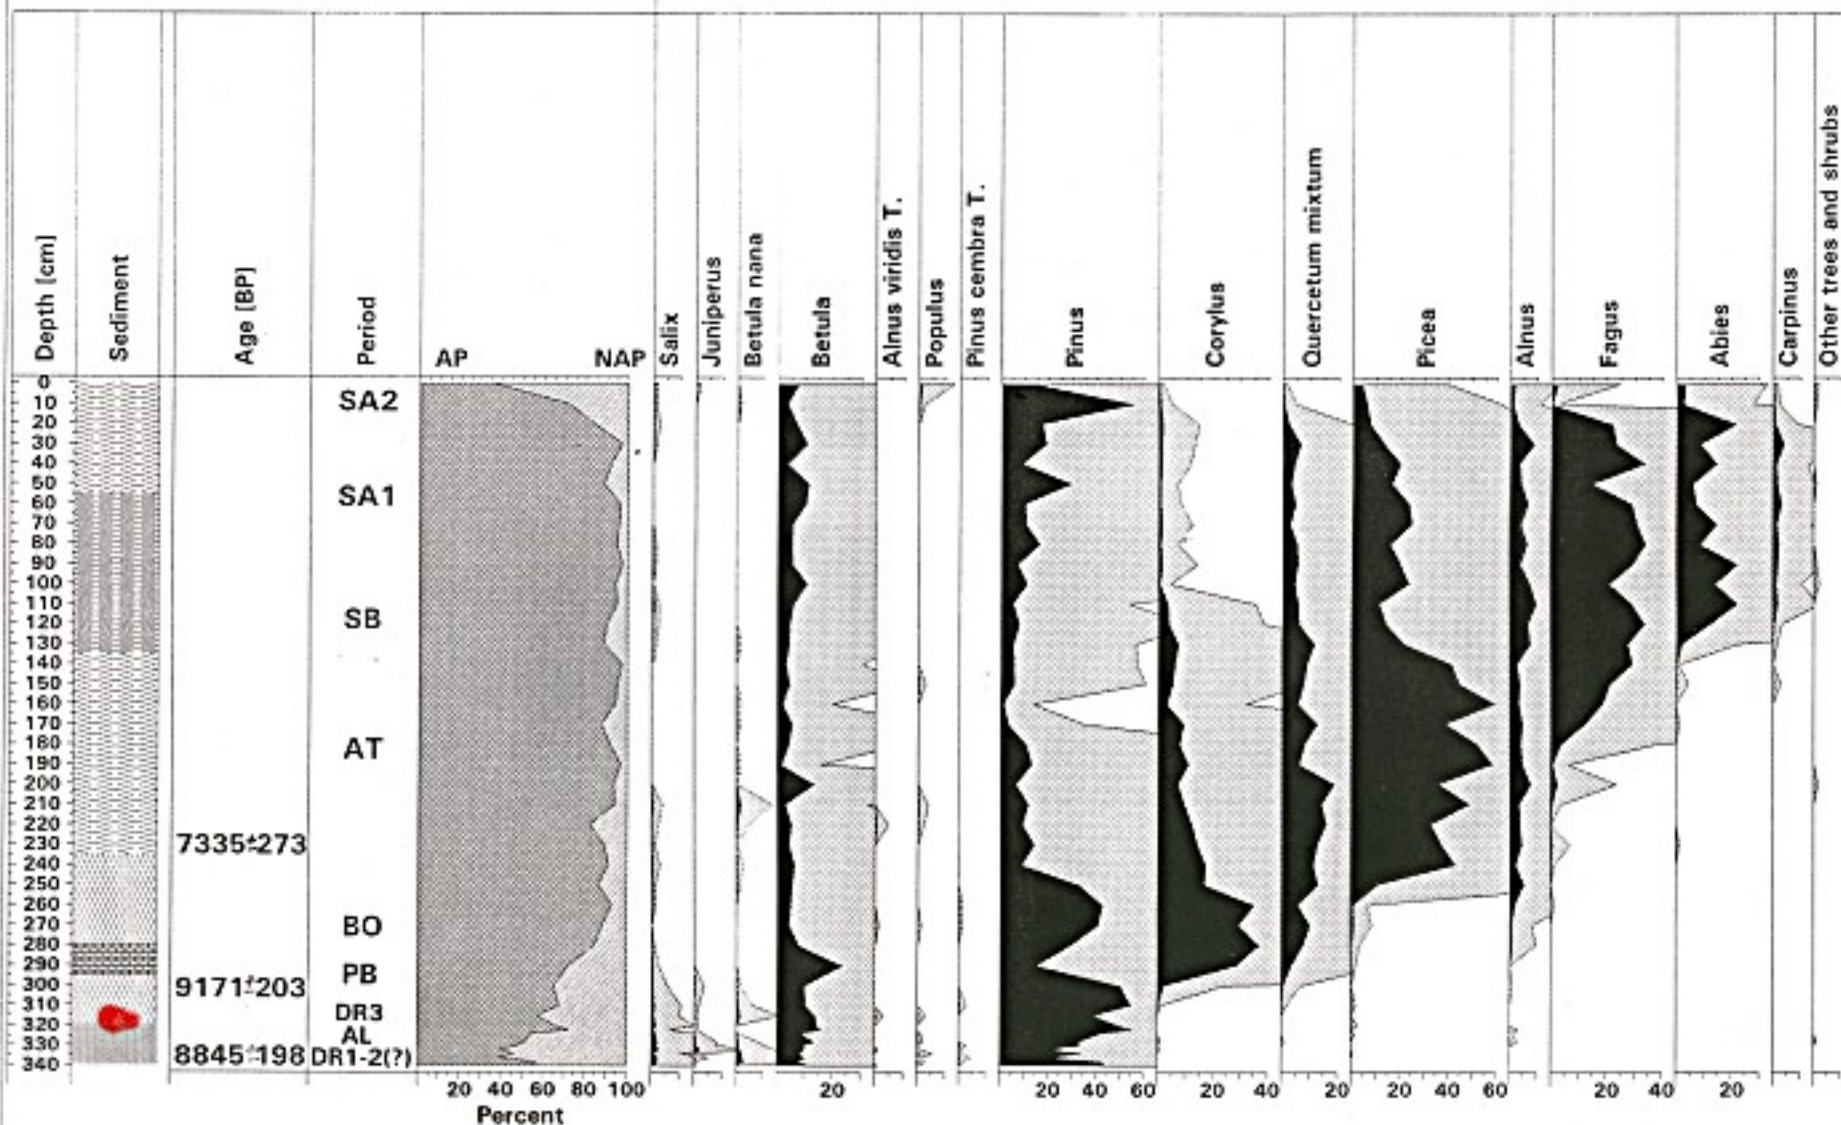 Depth [cm]
Sediment
Age [BP]
Period
AP
NAP
Salix
Juniperus
Betula nana
Betula
Alnus viridis T.
Populus
Pinus cembra T.
Pinus
Corylus
Quercetum mixtum
Picea
Alnus
Fagus
Abies
Carpinus
Other trees and shrubs
0
10
20
30
40
50
60
70
80
90
100
110
120
130
140
150
160
170
180
190
200
210
220
230
240
250
260
270
280
290
300
310
320
330
340
7335±273
9171±203
8845±198
SA2
SA1
SB
AT
BO
PB
DR3
AL
DR1-2(?)
20 40 60 80 100
Percent
20
20 40 60
20 40
20
20 40 60
20 40
20